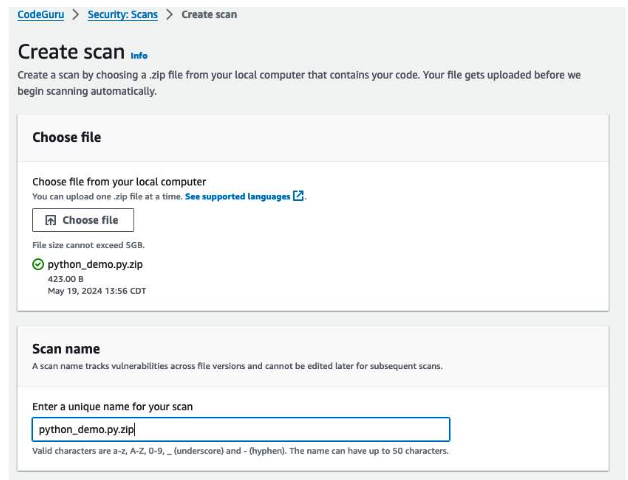 CodeGuru > Security: Scans > Create scan
Create scan Info
Create a scan by choosing a .zip file from your local computer that contains your code. Your file gets uploaded before we
begin scanning automatically.
Choose file
Choose file from your local computer
You can upload one .zip file at a time. See supported languages.
Choose file
File size cannot exceed 5GB.
python_demo.py.zip
423.00 B
May 19, 2024 13:56 CDT
Scan name
A scan name tracks vulnerabilities across file versions and cannot be edited later for subsequent scans.
Enter a unique name for your scan
python_demo.py.zip
Valid characters are a-z, A-Z, 0-9, _ (underscore) and - (hyphen). The name can have up to 50 characters.